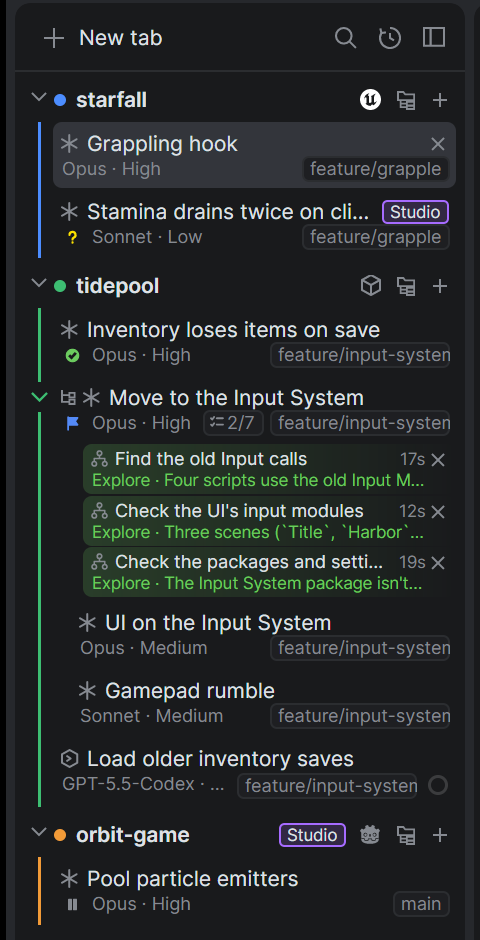 New tab
starfall
Grappling hook
Opus · High feature/grapple
Stamina drains twice on cli... Studio
? Sonnet · Low feature/grapple
tidepool
Inventory loses items on save
Opus · High feature/input-system
Move to the Input System
Opus · High 2/7 feature/input-system
Find the old Input calls 17s
Explore · Four scripts use the old Input M...
Check the UI's input modules 12s
Explore · Three scenes (`Title`, `Harbor`...
Check the packages and setti... 19s
Explore · The Input System package isn't...
UI on the Input System
Opus · Medium feature/input-system
Gamepad rumble
Sonnet · Medium feature/input-system
Load older inventory saves
GPT-5.5-Codex · ... feature/input-system
orbit-game Studio
Pool particle emitters
Opus · High main